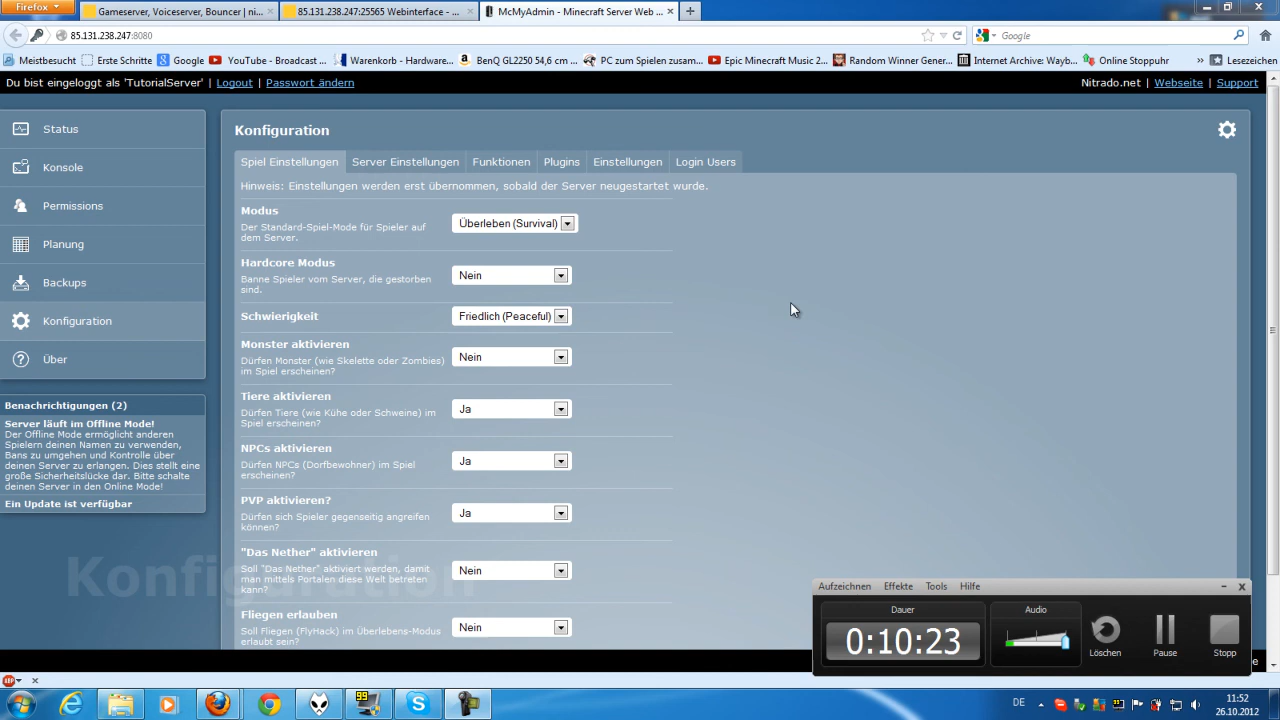 Firefox
Gameserver, Voiceserver, Bouncer | ni...
85.131.238.247:25565 Webinterface - ...
McMyAdmin - Minecraft Server Web ...
85.131.238.247:8080
Google
Meistbesucht
Erste Schritte
Google
YouTube - Broadcast ...
Warenkorb - Hardware...
BenQ GL2250 54,6 cm ...
PC zum Spielen zusam...
Epic Minecraft Music 2...
Random Winner Gener...
Internet Archive: Wayb...
Online Stoppuhr
Lesezeichen
Du bist eingeloggt als 'TutorialServer' | Logout | Passwort ändern
Nitrado.net | Webseite | Support
Status
Konsole
Permissions
Planung
Backups
Konfiguration
Über
Benachrichtigungen (2)
Server läuft im Offline Mode!
Der Offline Mode ermöglicht anderen
Spielern deinen Namen zu verwenden,
Bans zu umgehen und Kontrolle über
deinen Server zu erlangen. Dies stellt eine
große Sicherheitslücke dar. Bitte schalte
deinen Server in den Online Mode!
Ein Update ist verfügbar
Konfiguration
Spiel Einstellungen
Server Einstellungen
Funktionen
Plugins
Einstellungen
Login Users
Hinweis: Einstellungen werden erst übernommen, sobald der Server neugestartet wurde.
Modus
Der Standard-Spiel-Mode für Spieler auf
dem Server.
Überleben (Survival)
Hardcore Modus
Banne Spieler vom Server, die gestorben
sind.
Nein
Schwierigkeit
Friedlich (Peaceful)
Monster aktivieren
Dürfen Monster (wie Skelette oder Zombies)
im Spiel erscheinen?
Nein
Tiere aktivieren
Dürfen Tiere (wie Kühe oder Schweine) im
Spiel erscheinen?
Ja
NPCs aktivieren
Dürfen NPCs (Dorfbewohner) im Spiel
erscheinen?
Ja
PVP aktivieren?
Dürfen sich Spieler gegenseitig angreifen
können?
Ja
"Das Nether" aktivieren
Soll "Das Nether" aktiviert werden, damit
man mittels Portalen diese Welt betreten
kann?
Nein
Fliegen erlauben
Soll Fliegen (FlyHack) im Überlebens-Modus
erlaubt sein?
Nein
Konfiguration
Aufzeichnen
Effekte
Tools
Hilfe
Dauer
0:10:23
Audio
Löschen
Pause
Stopp
99
DE
11:52
26.10.2012